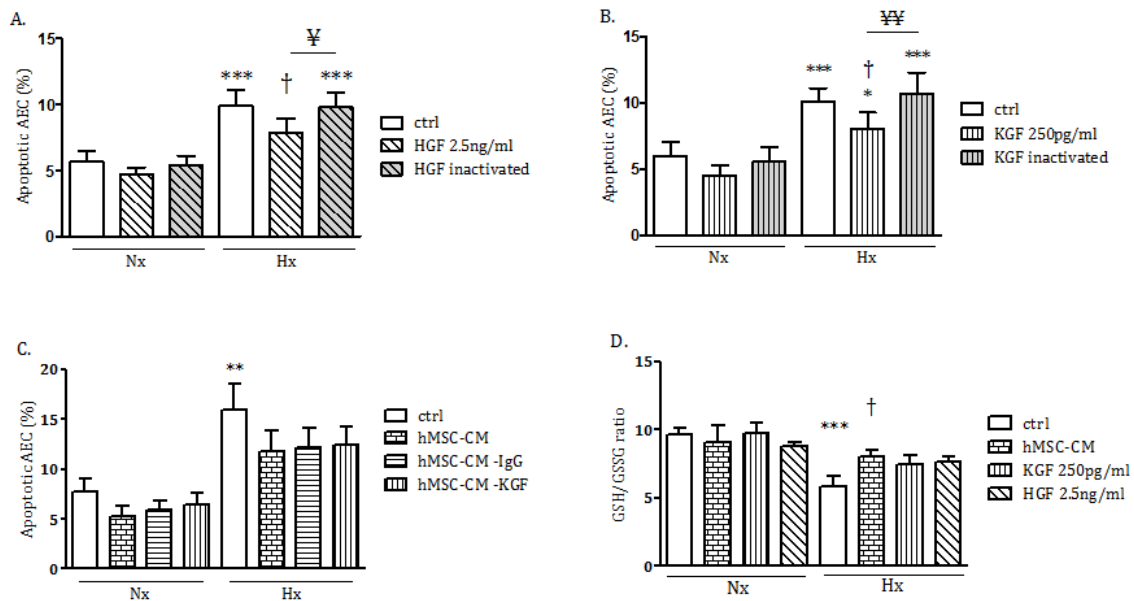 A.
15
10
5
0
Apoptotic AEC (%)
¥
***
†
***
Nx
Hx
ctrl
HGF 2.5ng/ml
HGF inactivated
B.
15
10
5
0
Apoptotic AEC (%)
¥¥
***
†
*
***
Nx
Hx
ctrl
KGF 250pg/ml
KGF inactivated
C.
20
15
10
5
0
Apoptotic AEC (%)
**
Nx
Hx
ctrl
hMSC-CM
hMSC-CM -IgG
hMSC-CM -KGF
D.
15
10
5
0
GSH/GSSG ratio
***
†
Nx
Hx
ctrl
hMSC-CM
KGF 250pg/ml
HGF 2.5ng/ml